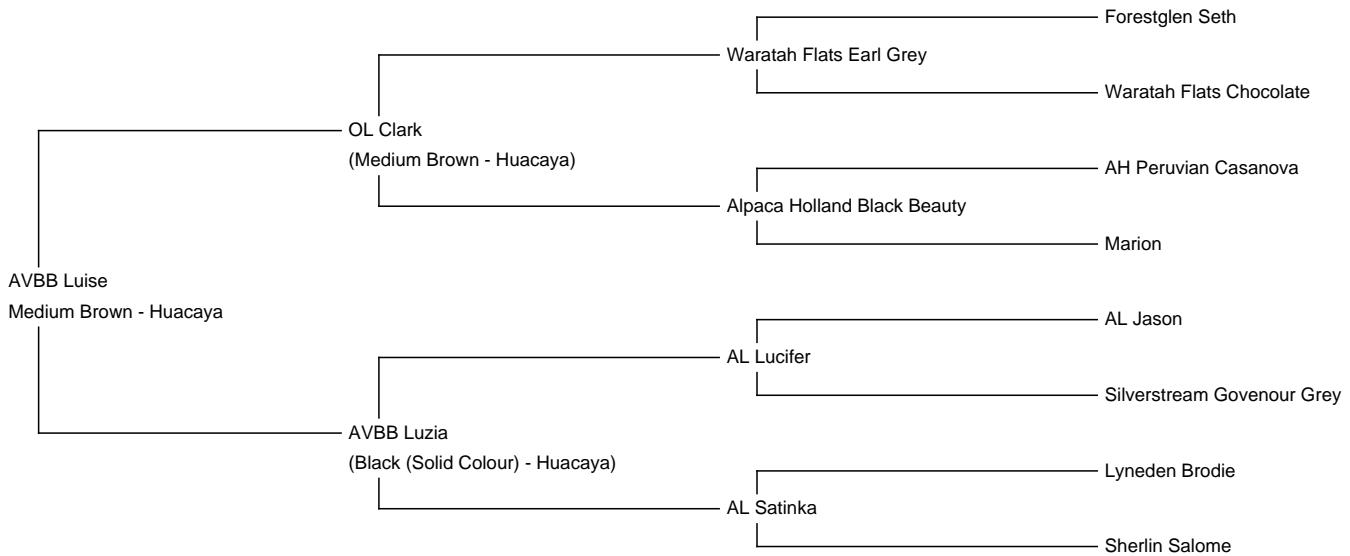 Forestglen Seth
Waratah Flats Earl Grey
Waratah Flats Chocolate
OL Clark
(Medium Brown - Huacaya)
AH Peruvian Casanova
Alpaca Holland Black Beauty
Marion
AVBB Luise
Medium Brown - Huacaya
AL Jason
AL Lucifer
Silverstream Govenour Grey
AVBB Luzia
(Black (Solid Colour) - Huacaya)
Lyneden Brodie
AL Satinka
Sherlin Salome